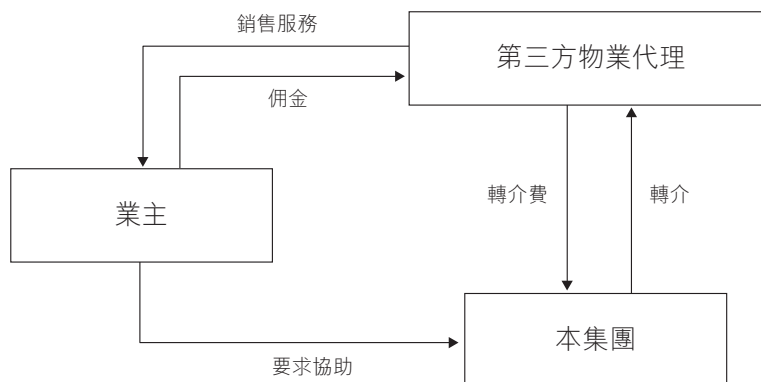 銷售服務
第三方物業代理
佣金
業主
轉介費
轉介
本集團
要求協助